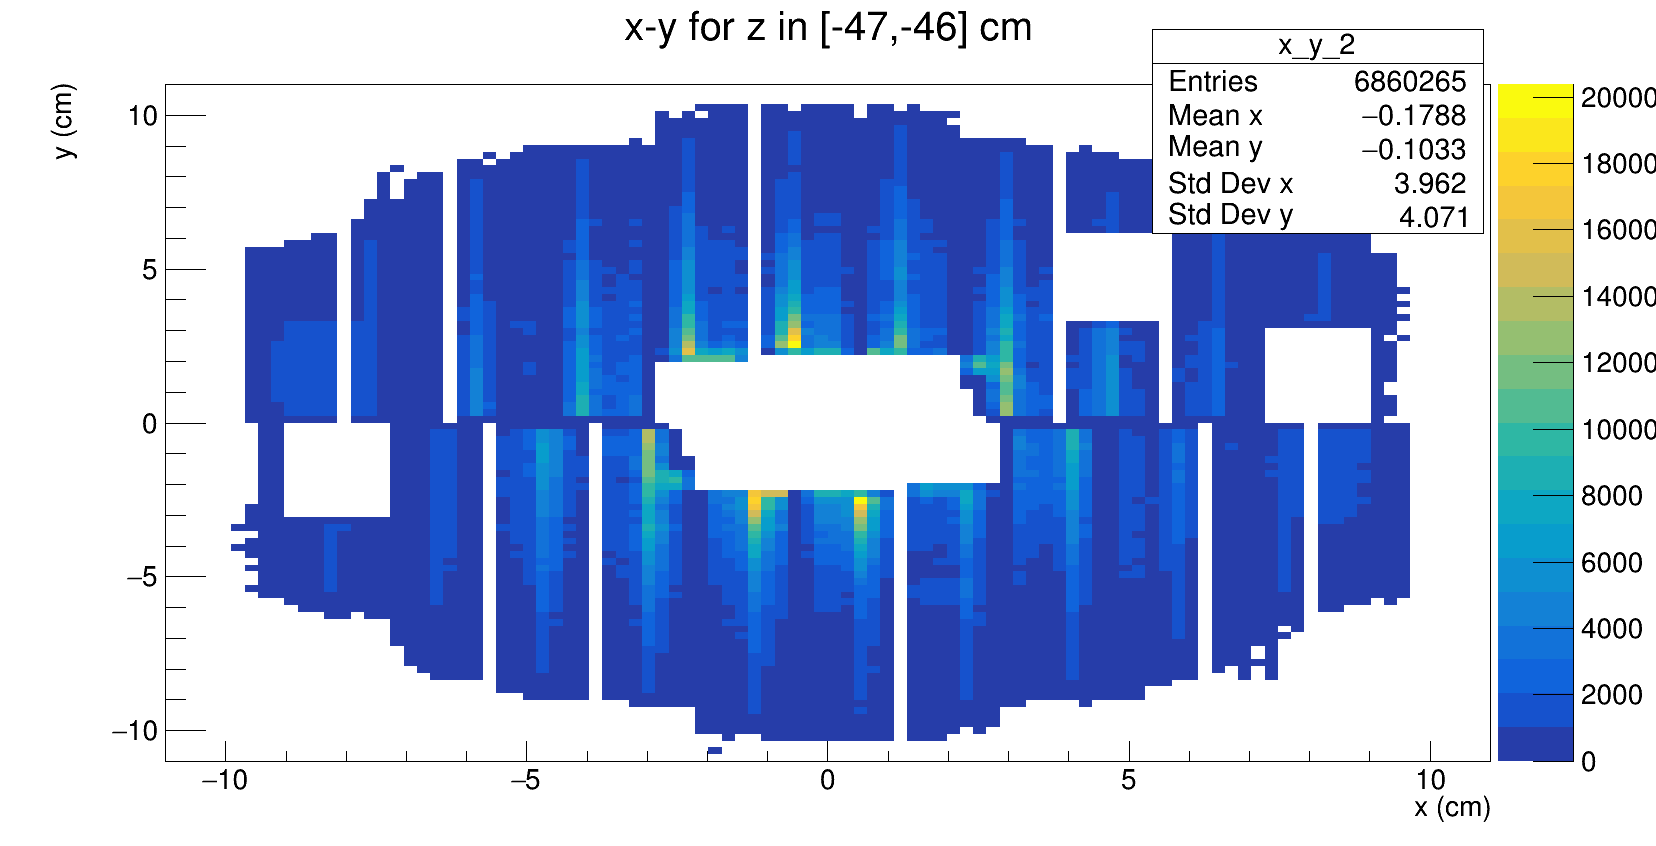 x-y for z in [-47,-46] cm
x_y_2
Entries 6860265
Mean x −0.1788
Mean y −0.1033
Std Dev x 3.962
Std Dev y 4.071
y (cm)
10
5
0
−5
−10
−10 −5 0 5 10
x (cm)
20000
18000
16000
14000
12000
10000
8000
6000
4000
2000
0